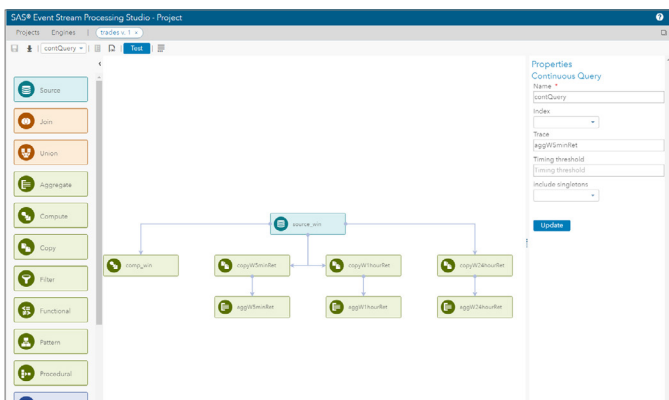 SAS® Event Stream Processing Studio - Project
Projects Engines | trades v. 1 ×
contQuery Test
Source
Join
Union
Aggregate
Compute
Copy
Filter
Functional
Pattern
Procedural
source_win
comp_win
copyW5minRet
copyW1hourRet
copyW24hourRet
aggW5minRet
aggW1hourRet
aggW24hourRet
Properties
Continuous Query
Name *
contQuery
Index
Trace
aggW5minRet
Timing threshold
Timing threshold
Include singletons
Update